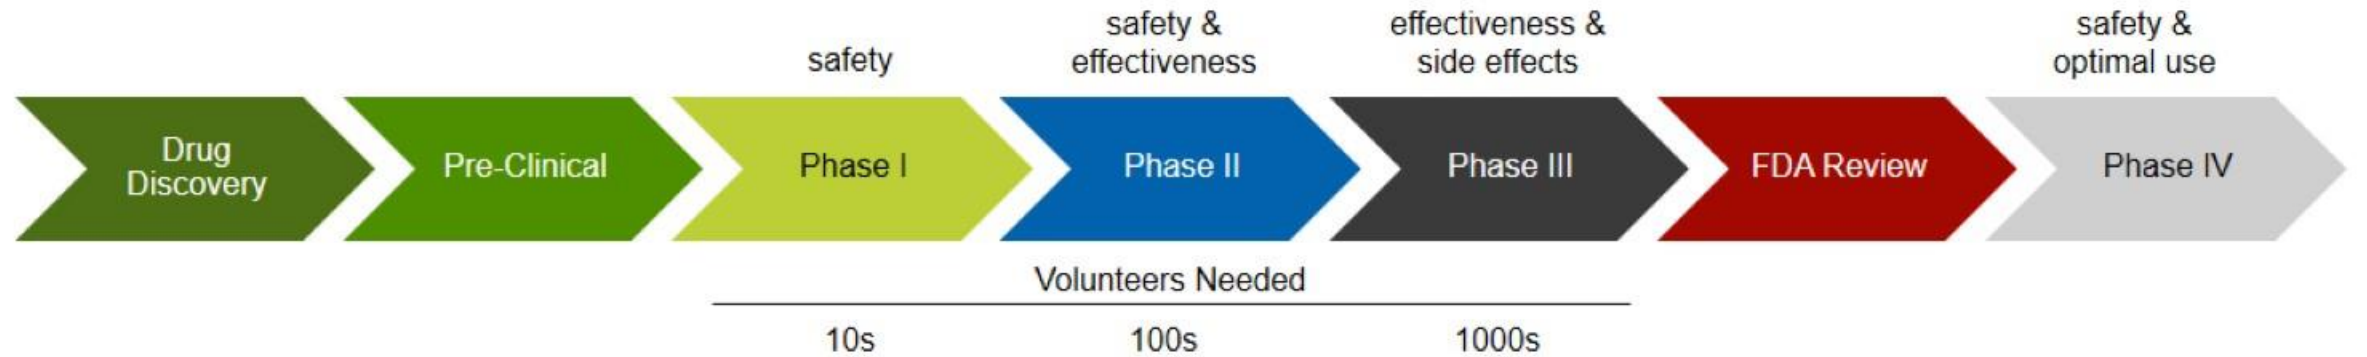 safety
safety &
effectiveness
effectiveness &
side effects
safety &
optimal use
Drug
Discovery
Pre-Clinical
Phase I
Phase II
Phase III
FDA Review
Phase IV
Volunteers Needed
10s
100s
1000s